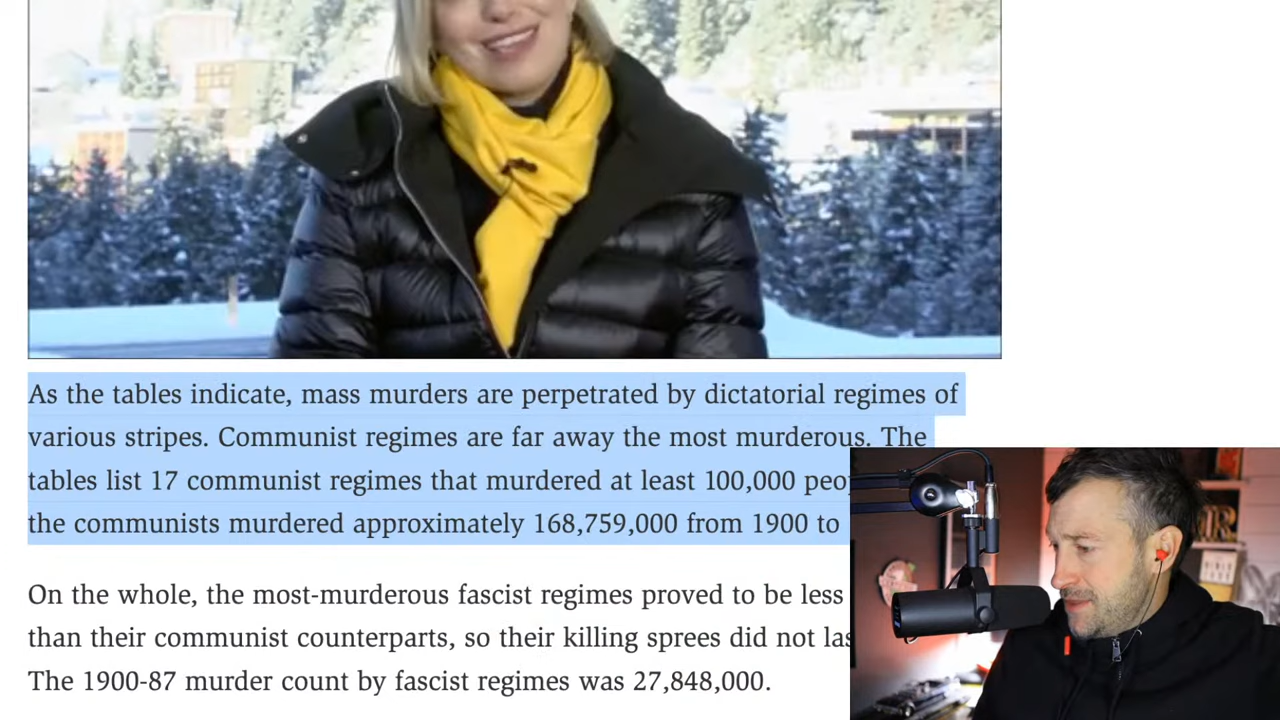 As the tables indicate, mass murders are perpetrated by dictatorial regimes of
various stripes. Communist regimes are far away the most murderous. The
tables list 17 communist regimes that murdered at least 100,000
the communists murdered approximately 168,759,000 from 1900 to
On the whole, the most-murderous fascist regimes proved to be less
than their communist counterparts, so their killing sprees did not
The 1900-87 murder count by fascist regimes was 27,848,000.